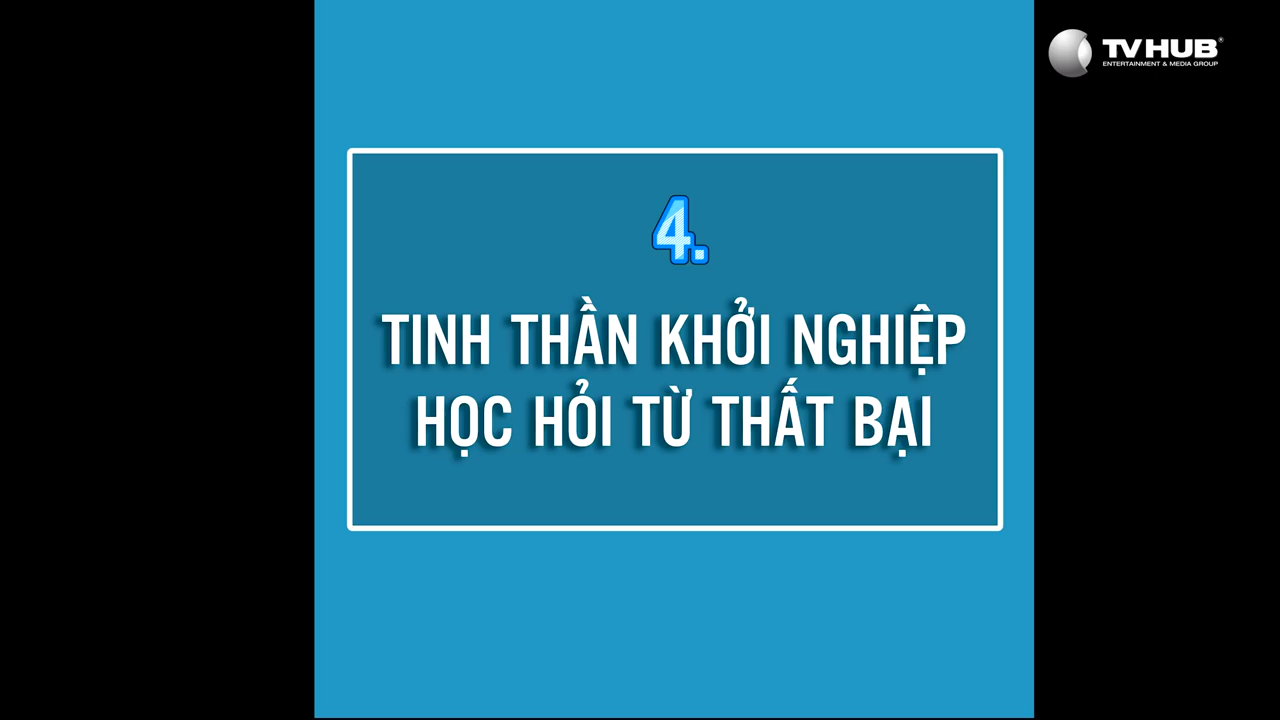 TV HUB®
ENTERTAINMENT & MEDIA GROUP
4.
TINH THẦN KHỞI NGHIỆP
HỌC HỎI TỪ THẤT BẠI